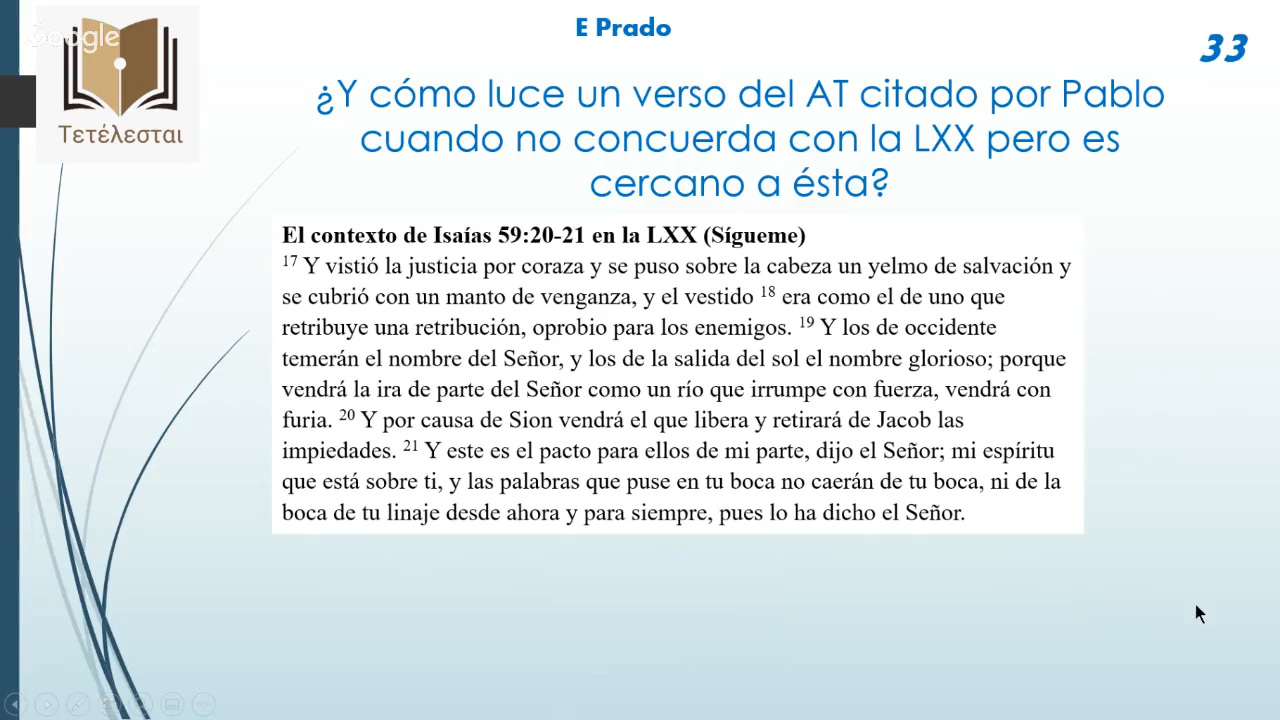 Google
E Prado
33
¿Y cómo luce un verso del AT citado por Pablo
cuando no concuerda con la LXX pero es
cercano a ésta?
Τετέλεσται
El contexto de Isaías 59:20-21 en la LXX (Sígueme)
17 Y vistió la justicia por coraza y se puso sobre la cabeza un yelmo de salvación y
se cubrió con un manto de venganza, y el vestido 18 era como el de uno que
retribuye una retribución, oprobio para los enemigos. 19 Y los de occidente
temerán el nombre del Señor, y los de la salida del sol el nombre glorioso; porque
vendrá la ira de parte del Señor como un río que irrumpe con fuerza, vendrá con
furia. 20 Y por causa de Sion vendrá el que libera y retirará de Jacob las
impiedades. 21 Y este es el pacto para ellos de mi parte, dijo el Señor; mi espíritu
que está sobre ti, y las palabras que puse en tu boca no caerán de tu boca, ni de la
boca de tu linaje desde ahora y para siempre, pues lo ha dicho el Señor.